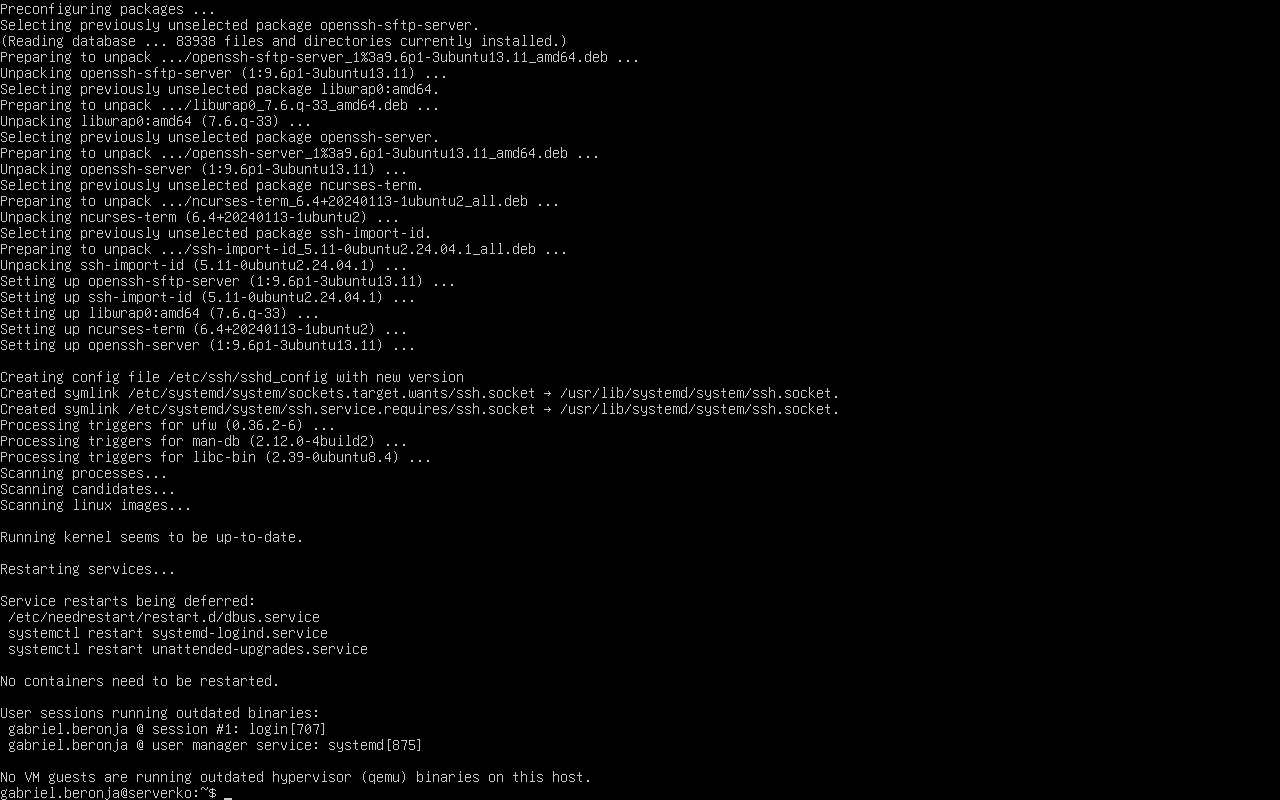 Preconfiguring packages ...
Selecting previously unselected package openssh-sftp-server.
(Reading database ... 83938 files and directories currently installed.)
Preparing to unpack .../openssh-sftp-server_1%3a9.6p1-3ubuntu13.11_amd64.deb ...
Unpacking openssh-sftp-server (1:9.6p1-3ubuntu13.11) ...
Selecting previously unselected package libwrap0:amd64.
Preparing to unpack .../libwrap0_7.6.q-33_amd64.deb ...
Unpacking libwrap0:amd64 (7.6.q-33) ...
Selecting previously unselected package openssh-server.
Preparing to unpack .../openssh-server_1%3a9.6p1-3ubuntu13.11_amd64.deb ...
Unpacking openssh-server (1:9.6p1-3ubuntu13.11) ...
Selecting previously unselected package ncurses-term.
Preparing to unpack .../ncurses-term_6.4+20240113-1ubuntu2_all.deb ...
Unpacking ncurses-term (6.4+20240113-1ubuntu2) ...
Selecting previously unselected package ssh-import-id.
Preparing to unpack .../ssh-import-id_5.11-0ubuntu2.24.04.1_all.deb ...
Unpacking ssh-import-id (5.11-0ubuntu2.24.04.1) ...
Setting up openssh-sftp-server (1:9.6p1-3ubuntu13.11) ...
Setting up ssh-import-id (5.11-0ubuntu2.24.04.1) ...
Setting up libwrap0:amd64 (7.6.q-33) ...
Setting up ncurses-term (6.4+20240113-1ubuntu2) ...
Setting up openssh-server (1:9.6p1-3ubuntu13.11) ...

Creating config file /etc/ssh/sshd_config with new version
Created symlink /etc/systemd/system/sockets.target.wants/ssh.socket → /usr/lib/systemd/system/ssh.socket.
Created symlink /etc/systemd/system/ssh.service.requires/ssh.socket → /usr/lib/systemd/system/ssh.socket.
Processing triggers for ufw (0.36.2-6) ...
Processing triggers for man-db (2.12.0-4build2) ...
Processing triggers for libc-bin (2.39-0ubuntu8.4) ...
Scanning processes...
Scanning candidates...
Scanning linux images...

Running kernel seems to be up-to-date.

Restarting services...

Service restarts being deferred:
 /etc/needrestart/restart.d/dbus.service
 systemctl restart systemd-logind.service
 systemctl restart unattended-upgrades.service

No containers need to be restarted.

User sessions running outdated binaries:
 gabriel.beronja @ session #1: login[707]
 gabriel.beronja @ user manager service: systemd[875]

No VM guests are running outdated hypervisor (qemu) binaries on this host.
gabriel.beronja@serverko:~$ _